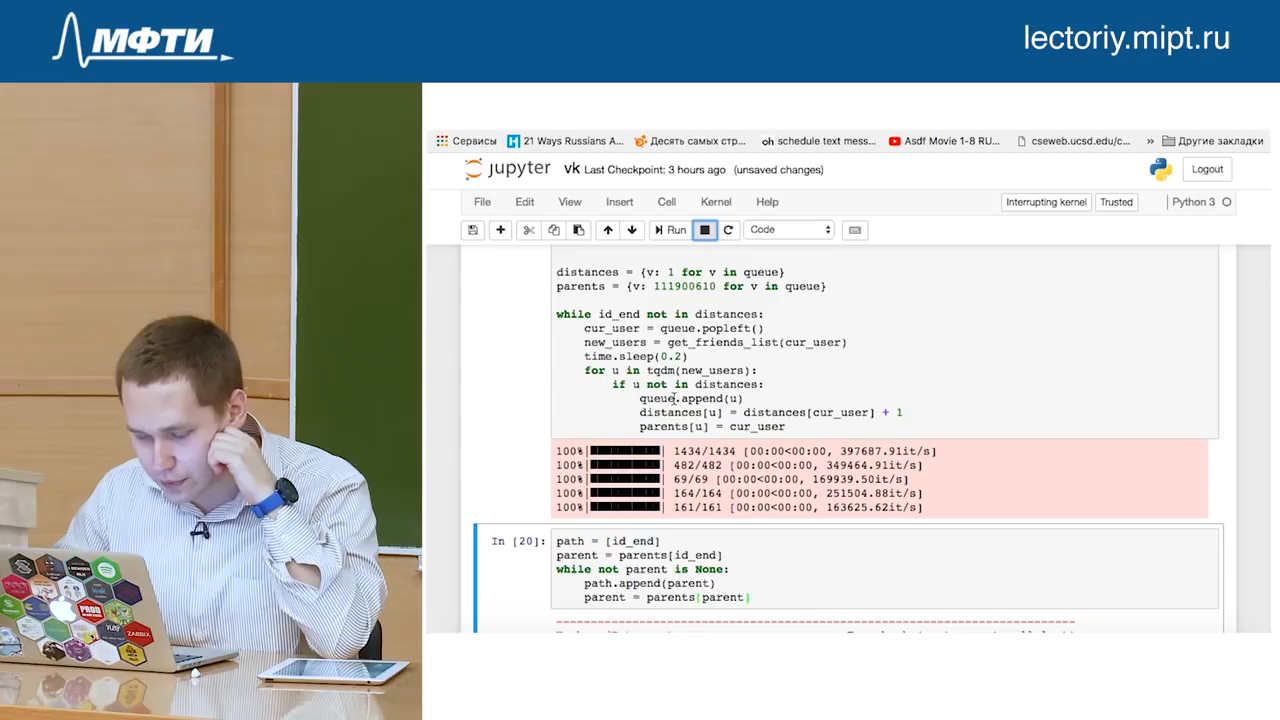 МФТИ
lectoriy.mipt.ru
Сервисы
21 Ways Russians A...
Десять самых стр...
oh schedule text mess...
Asdf Movie 1-8 RU...
cseweb.ucsd.edu/c...
»
Другие закладки
jupyter vk Last Checkpoint: 3 hours ago (unsaved changes)
Logout
File Edit View Insert Cell Kernel Help
Interrupting kernel Trusted Python 3
Run Code
distances = {v: 1 for v in queue}
parents = {v: 111900610 for v in queue}
while id_end not in distances:
cur_user = queue.popleft()
new_users = get_friends_list(cur_user)
time.sleep(0.2)
for u in tqdm(new_users):
if u not in distances:
queue.append(u)
distances[u] = distances[cur_user] + 1
parents[u] = cur_user
100%| | 1434/1434 [00:00<00:00, 397687.91it/s]
100%| | 482/482 [00:00<00:00, 349464.91it/s]
100%| | 69/69 [00:00<00:00, 169939.50it/s]
100%| | 164/164 [00:00<00:00, 251504.88it/s]
100%| | 161/161 [00:00<00:00, 163625.62it/s]
In [20]: path = [id_end]
parent = parents[id_end]
while not parent is None:
path.append(parent)
parent = parents[parent]
PROD
ZABBIX